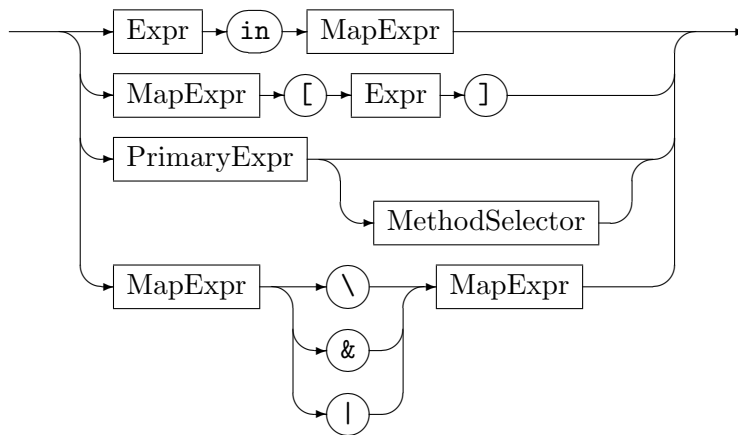 Expr in MapExpr
MapExpr [ Expr ]
PrimaryExpr
MethodSelector
MapExpr \ MapExpr
&
|